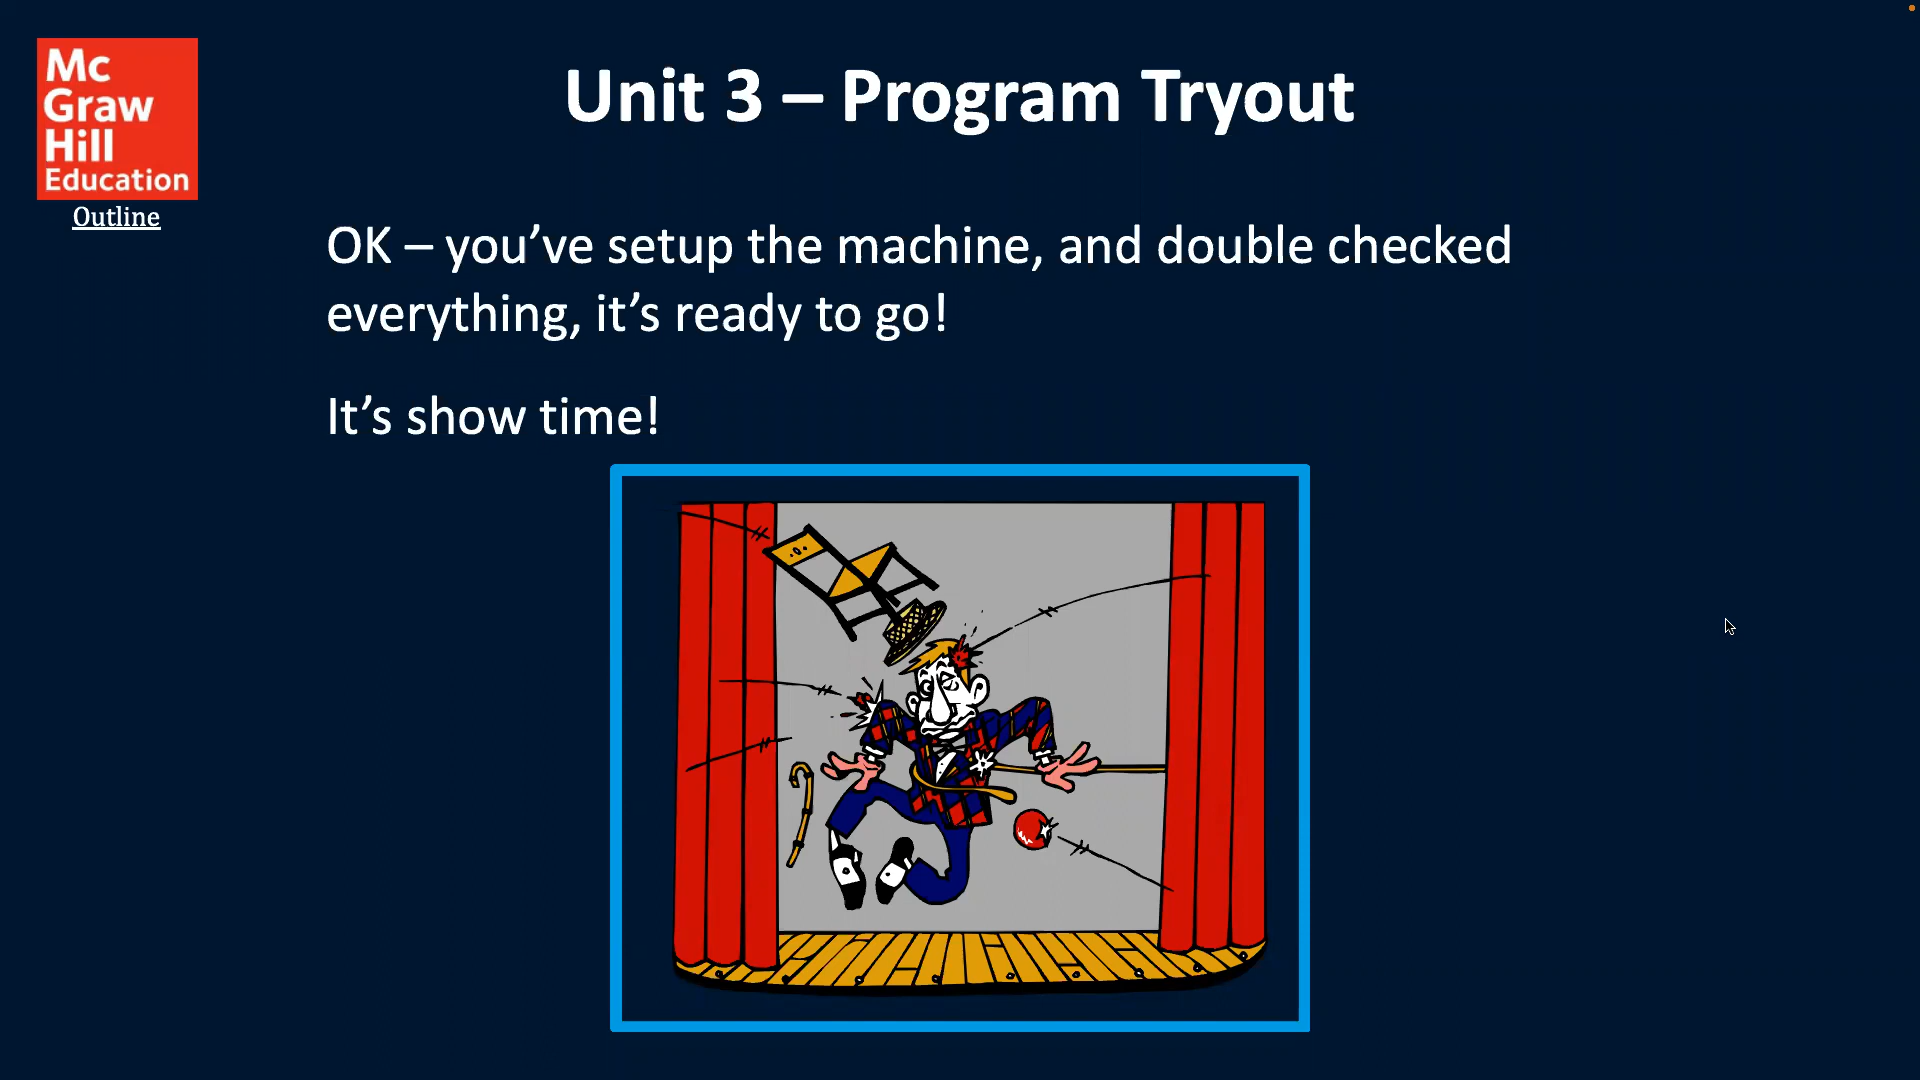 Mc
Graw
Hill
Education
Outline
Unit 3 – Program Tryout
OK – you’ve setup the machine, and double checked
everything, it’s ready to go!
It’s show time!